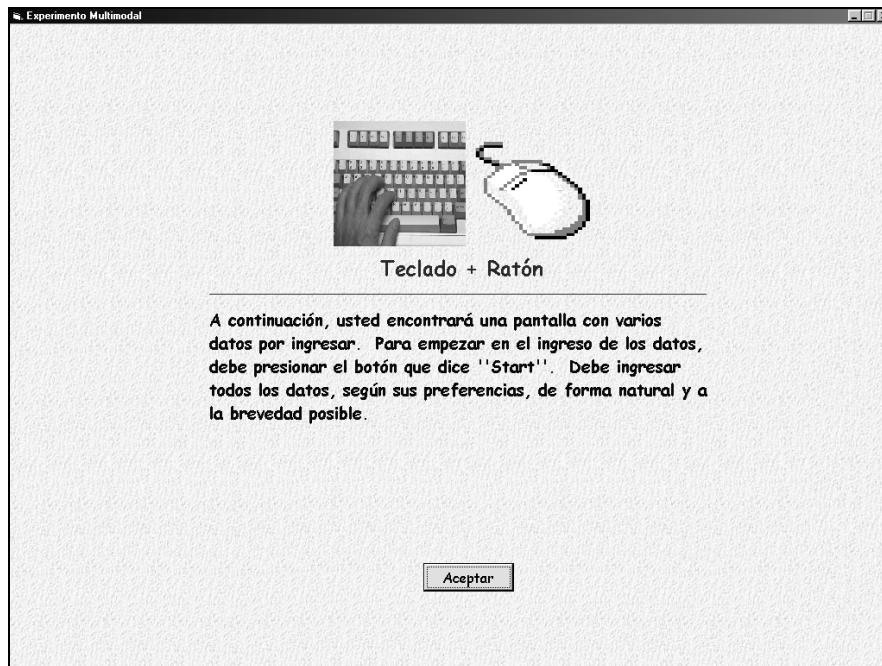 Experimento Multimodal
Teclado + Ratón
A continuación, usted encontrará una pantalla con varios
datos por ingresar. Para empezar en el ingreso de los datos,
debe presionar el botón que dice ''Start''. Debe ingresar
todos los datos, según sus preferencias, de forma natural y a
la brevedad posible.
Aceptar